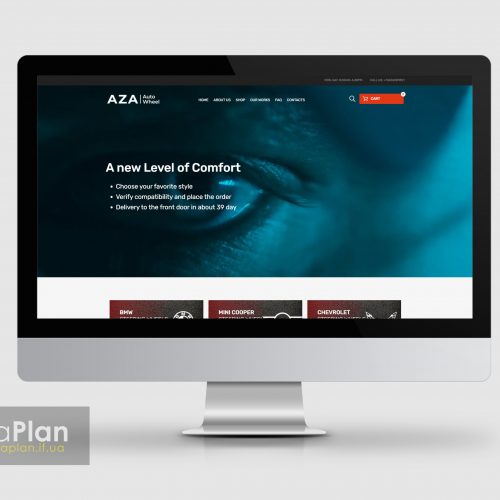 AZA Auto
Wheel
HOME ABOUT US SHOP OUR WORKS FAQ CONTACTS
CART
A new Level of Comfort
• Choose your favorite style
• Verify compatibility and place the order
• Delivery to the front door in about 39 day
BMW
MINI COOPER
CHEVROLET
aPlan
aplan.if.ua